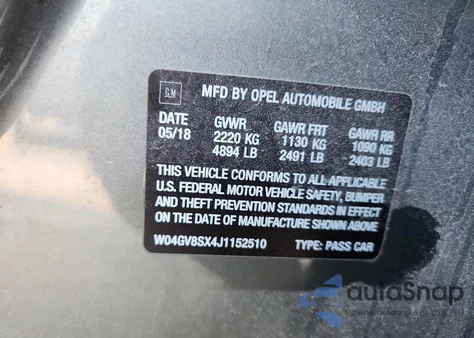 GM MFD BY OPEL AUTOMOBILE GMBH
DATE GVWR GAWR FRT GAWR RR
05/18 2220 KG 1130 KG 1090 KG
4894 LB 2491 LB 2403 LB
THIS VEHICLE CONFORMS TO ALL APPLICABLE
U.S. FEDERAL MOTOR VEHICLE SAFETY, BUMPER
AND THEFT PREVENTION STANDARDS IN EFFECT
ON THE DATE OF MANUFACTURE SHOWN ABOVE
W04GV8SX4J1152510 TYPE: PASS CAR
autoSnap